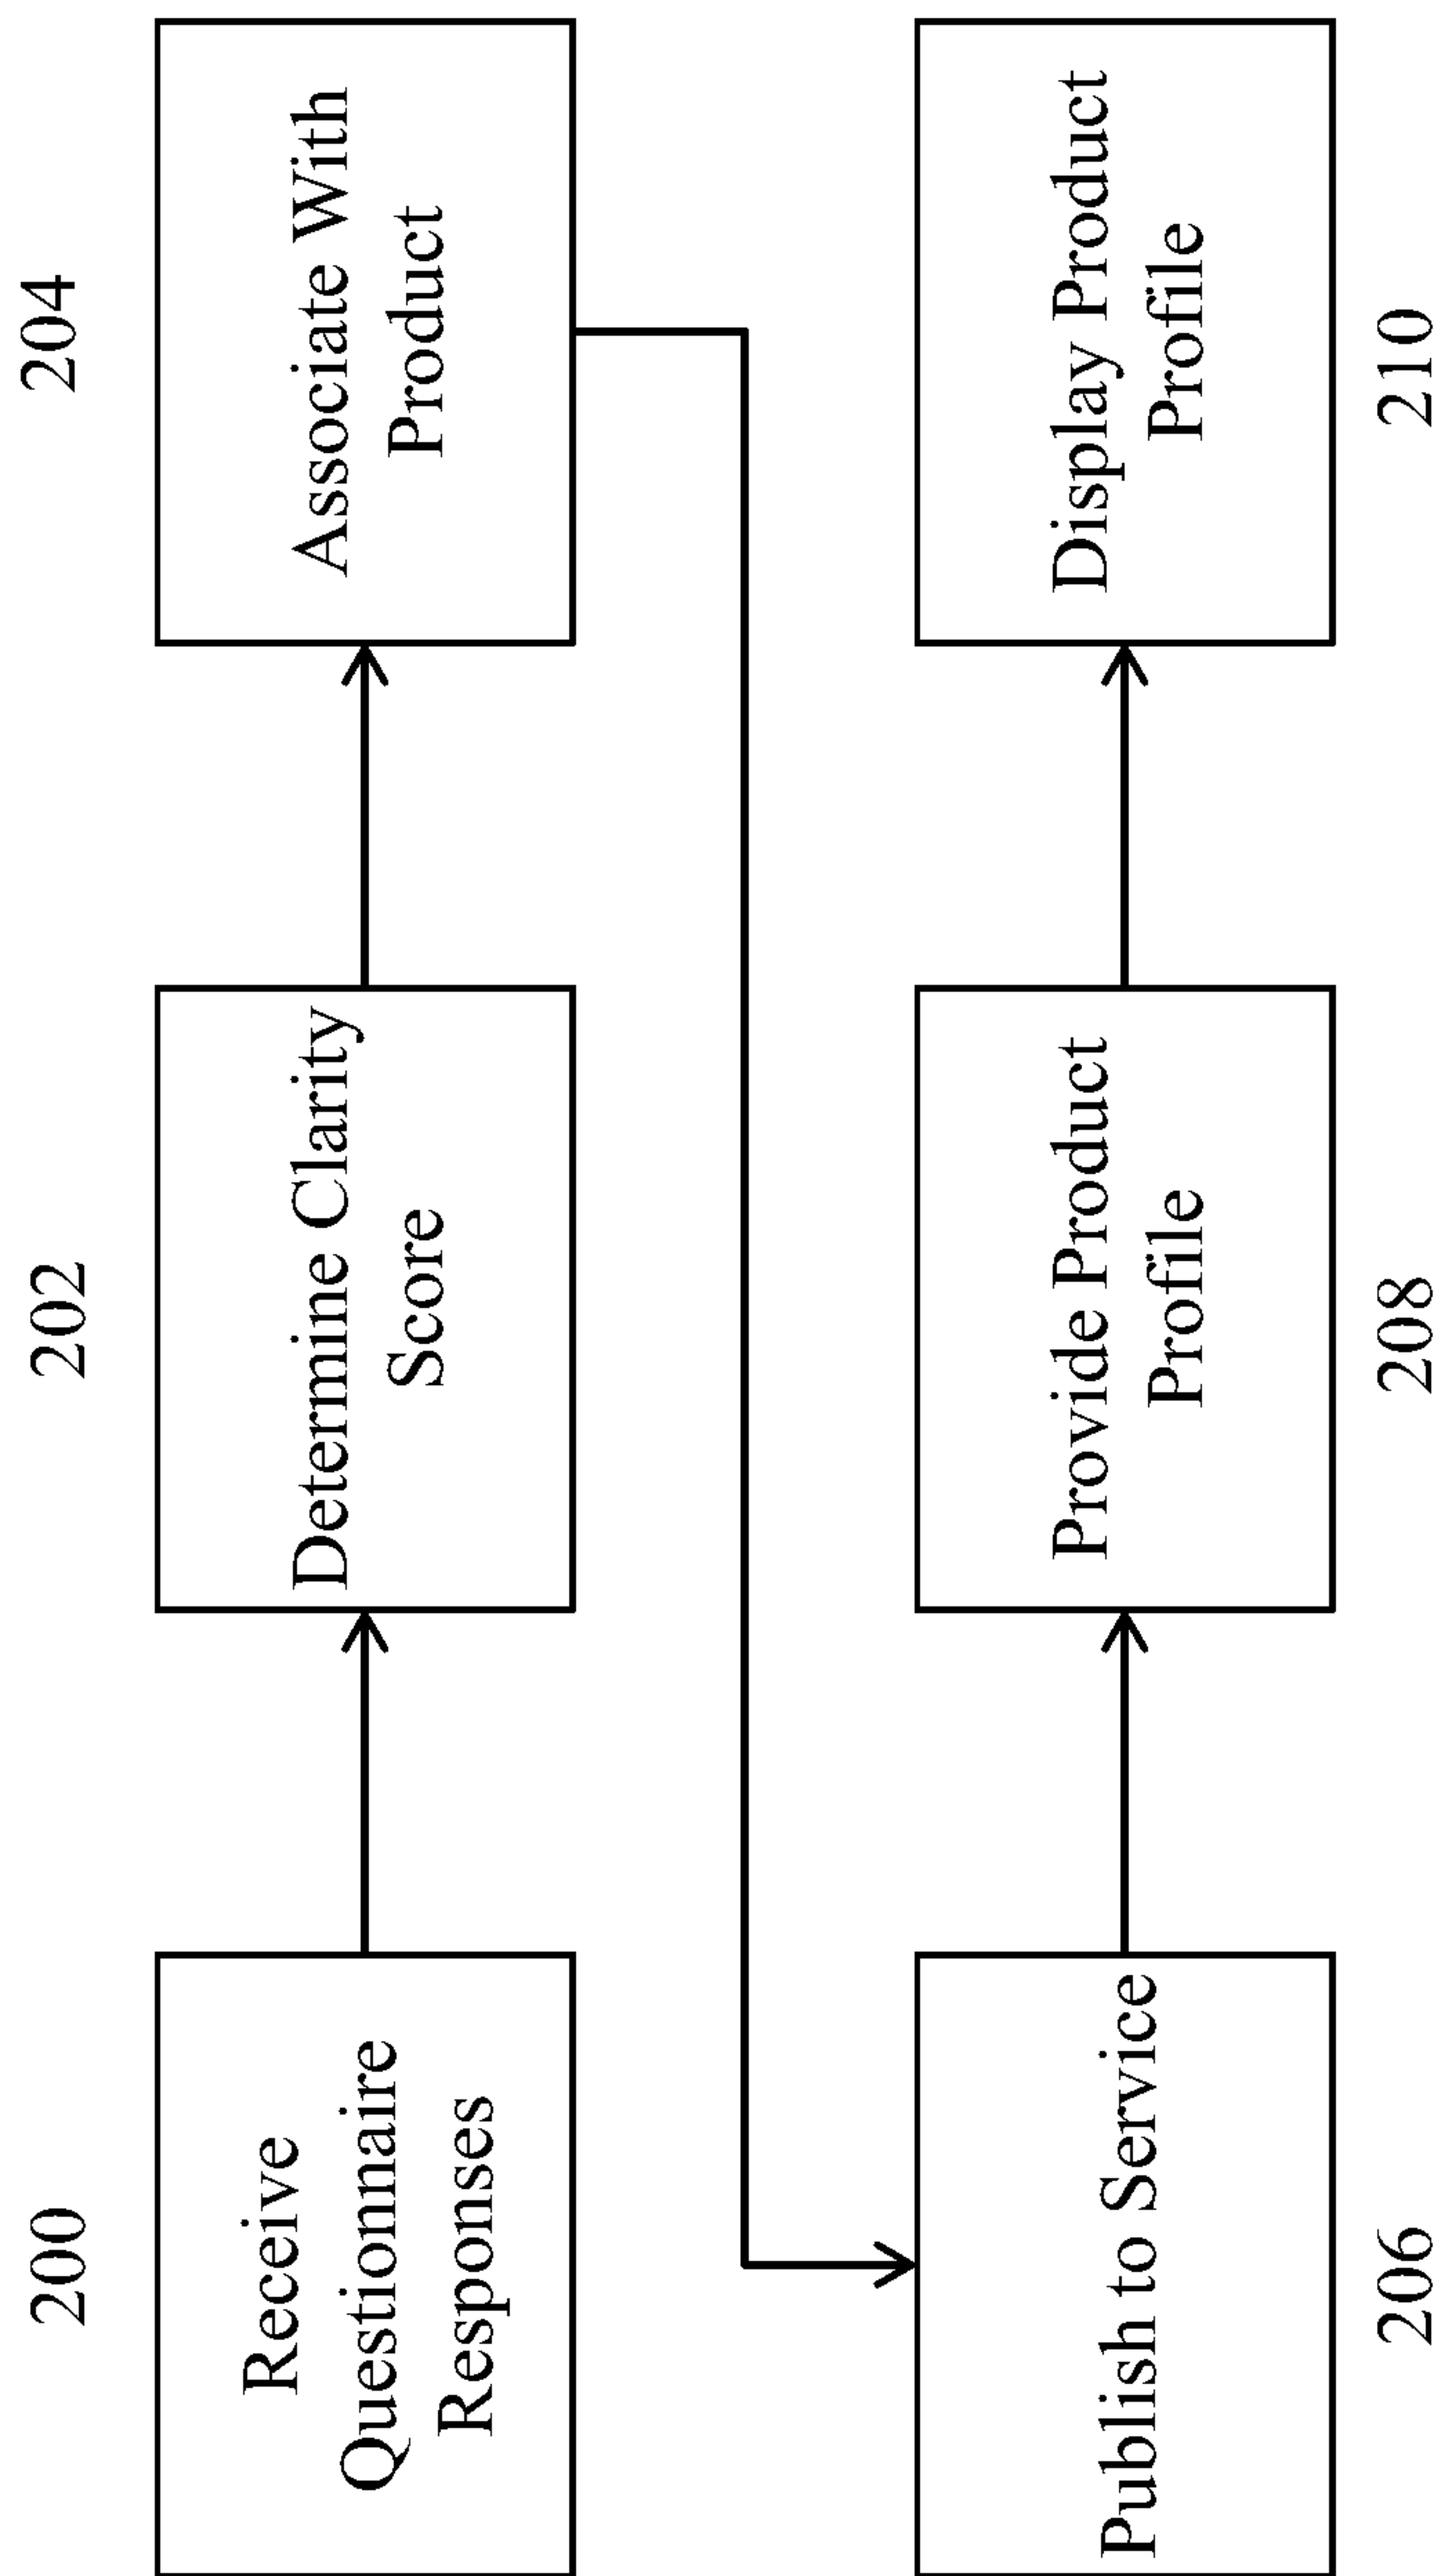 200
202
204
Receive
Questionnaire
Responses
Determine Clarity
Score
Associate With
Product
Publish to Service
Provide Product
Profile
Display Product
Profile
206
208
210